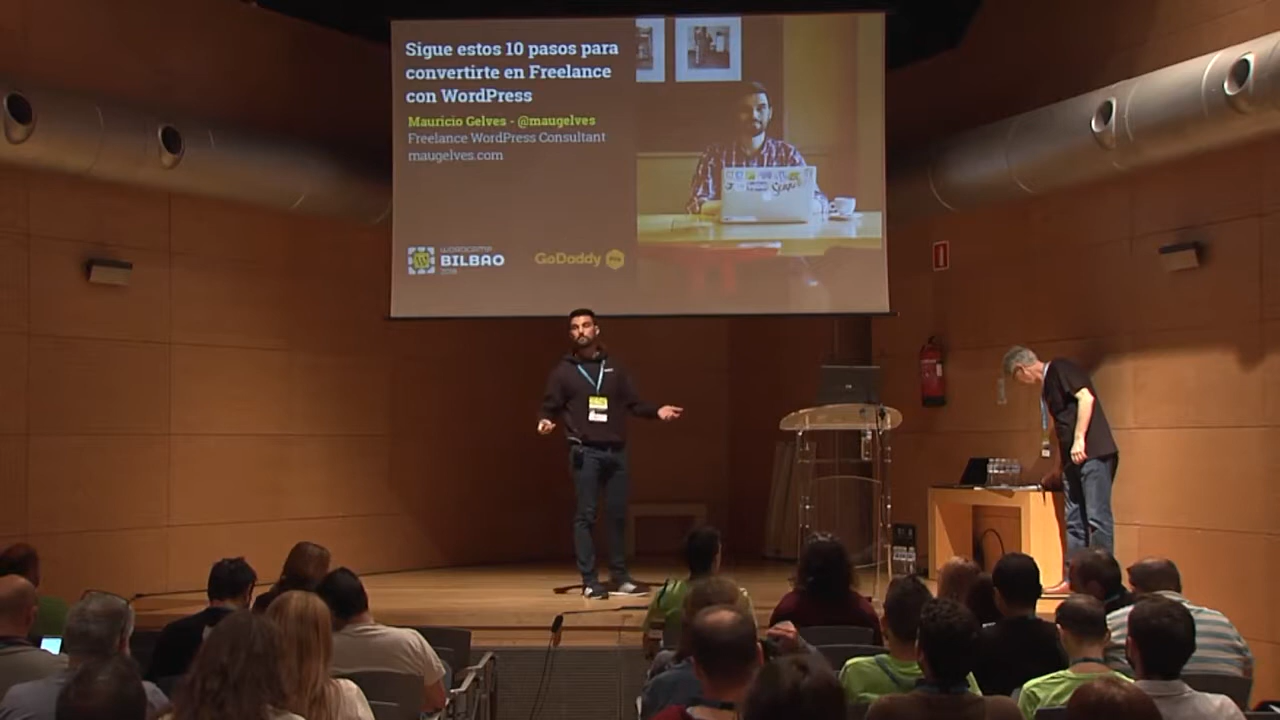 Sigue estos 10 pasos para
convertirte en Freelance
con WordPress
Mauricio Gelves - @maugelves
Freelance WordPress Consultant
maugelves.com
WORDCAMP
BILBAO
GoDaddy